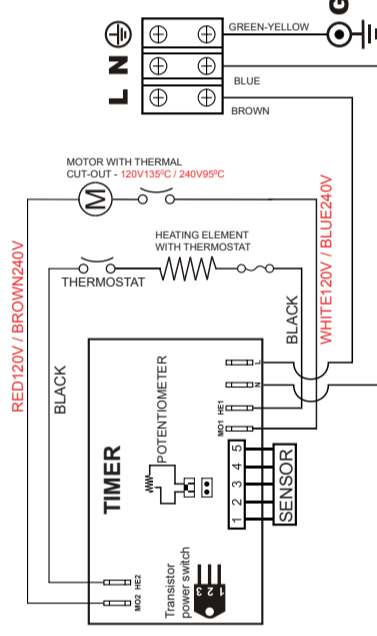 L N
GREEN-YELLOW
G
BLUE
BROWN
MOTOR WITH THERMAL
CUT-OUT - 120V135ºC / 240V95ºC
M
HEATING ELEMENT
WITH THERMOSTAT
THERMOSTAT
RED120V / BROWN240V
BLACK
BLACK
WHITE120V / BLUE240V
TIMER
POTENTIOMETER
L
N
HE1
MO1
1 2 3 4 5
SENSOR
Transistor
power switch
1 2 3
MO2
HE2